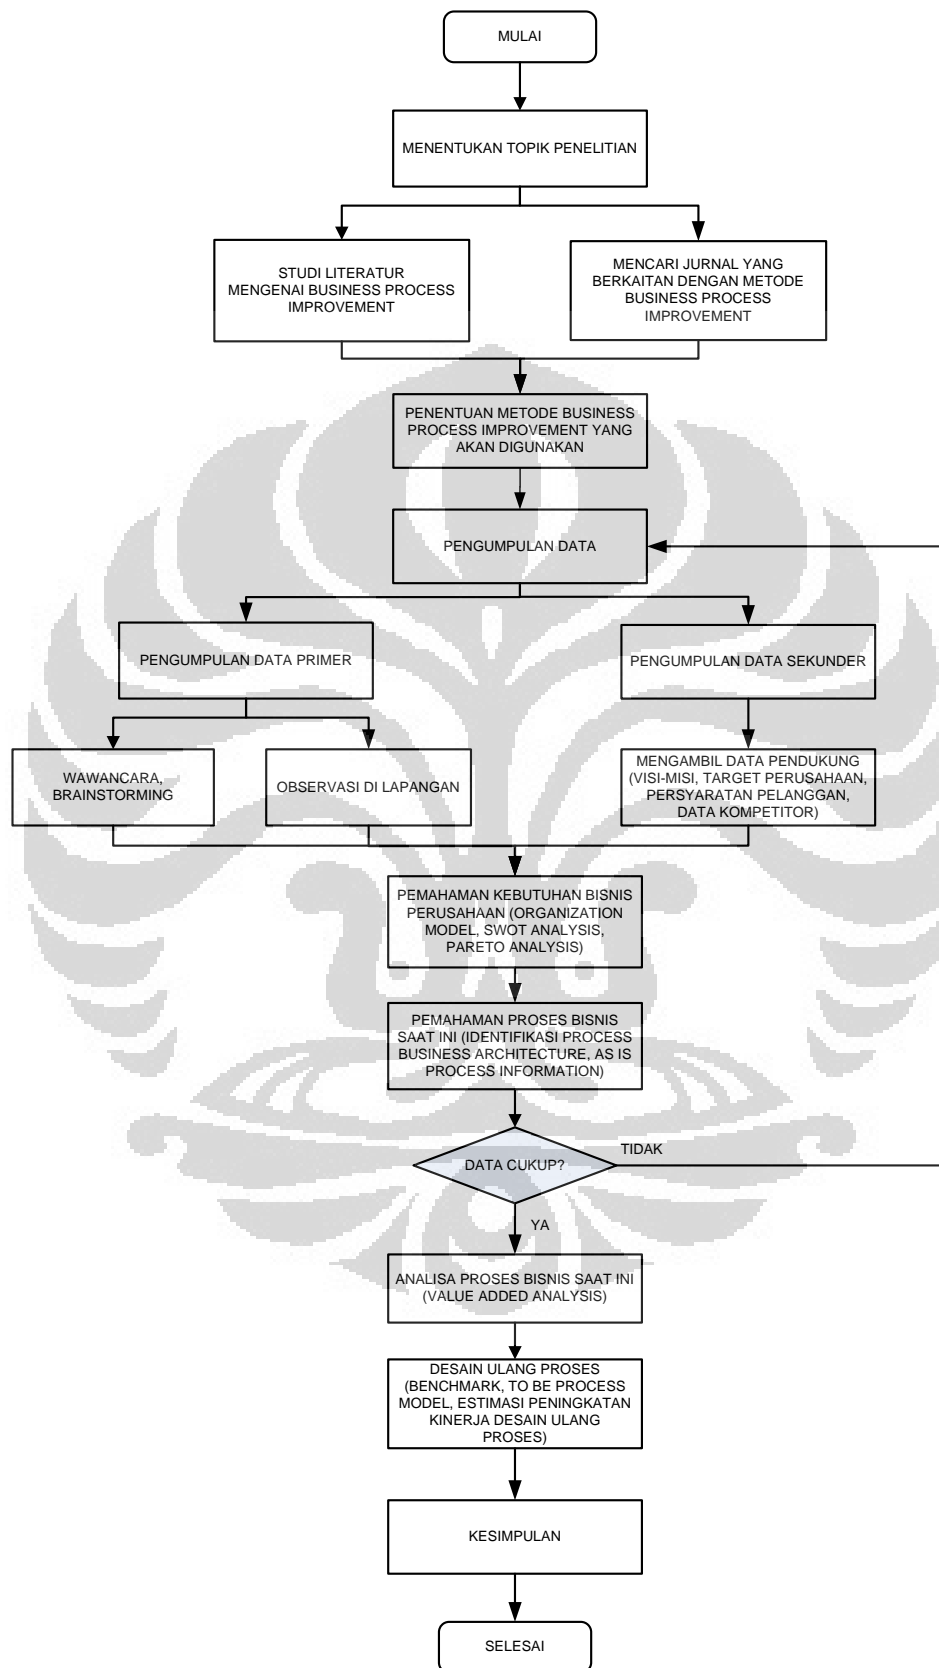 MULAI
MENENTUKAN TOPIK PENELITIAN
STUDI LITERATUR
MENGENAI BUSINESS PROCESS
IMPROVEMENT
MENCARI JURNAL YANG
BERKAITAN DENGAN METODE
BUSINESS PROCESS
IMPROVEMENT
PENENTUAN METODE BUSINESS
PROCESS IMPROVEMENT YANG
AKAN DIGUNAKAN
PENGUMPULAN DATA
PENGUMPULAN DATA PRIMER
PENGUMPULAN DATA SEKUNDER
WAWANCARA,
BRAINSTORMING
OBSERVASI DI LAPANGAN
MENGAMBIL DATA PENDUKUNG
(VISI-MISI, TARGET PERUSAHAAN,
PERSYARATAN PELANGGAN,
DATA KOMPETITOR)
PEMAHAMAN KEBUTUHAN BISNIS
PERUSAHAAN (ORGANIZATION
MODEL, SWOT ANALYSIS,
PARETO ANALYSIS)
PEMAHAMAN PROSES BISNIS
SAAT INI (IDENTIFIKASI PROCESS
BUSINESS ARCHITECTURE, AS IS
PROCESS INFORMATION)
DATA CUKUP?
TIDAK
YA
ANALISA PROSES BISNIS SAAT INI
(VALUE ADDED ANALYSIS)
DESAIN ULANG PROSES
(BENCHMARK, TO BE PROCESS
MODEL, ESTIMASI PENINGKATAN
KINERJA DESAIN ULANG
PROSES)
KESIMPULAN
SELESAI